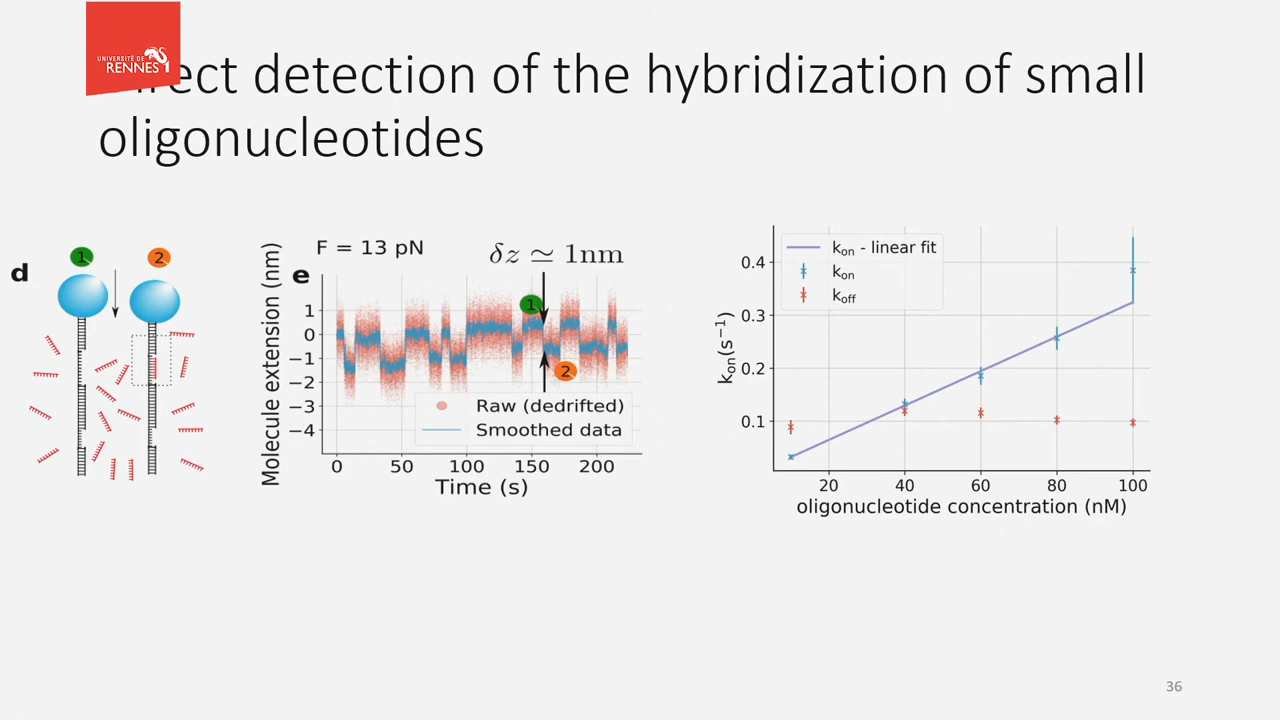 UNIVERSITÉ DE
RENNES 1
rect detection of the hybridization of small
oligonucleotides
d
1
2
e
F = 13 pN
δz ≃ 1nm
Molecule extension (nm)
1
0
−1
−2
−3
−4
1
2
Raw (dedrifted)
Smoothed data
0
50
100
150
200
Time (s)
kon - linear fit
kon
koff
kon(s−1)
0.4
0.3
0.2
0.1
20
40
60
80
100
oligonucleotide concentration (nM)
36